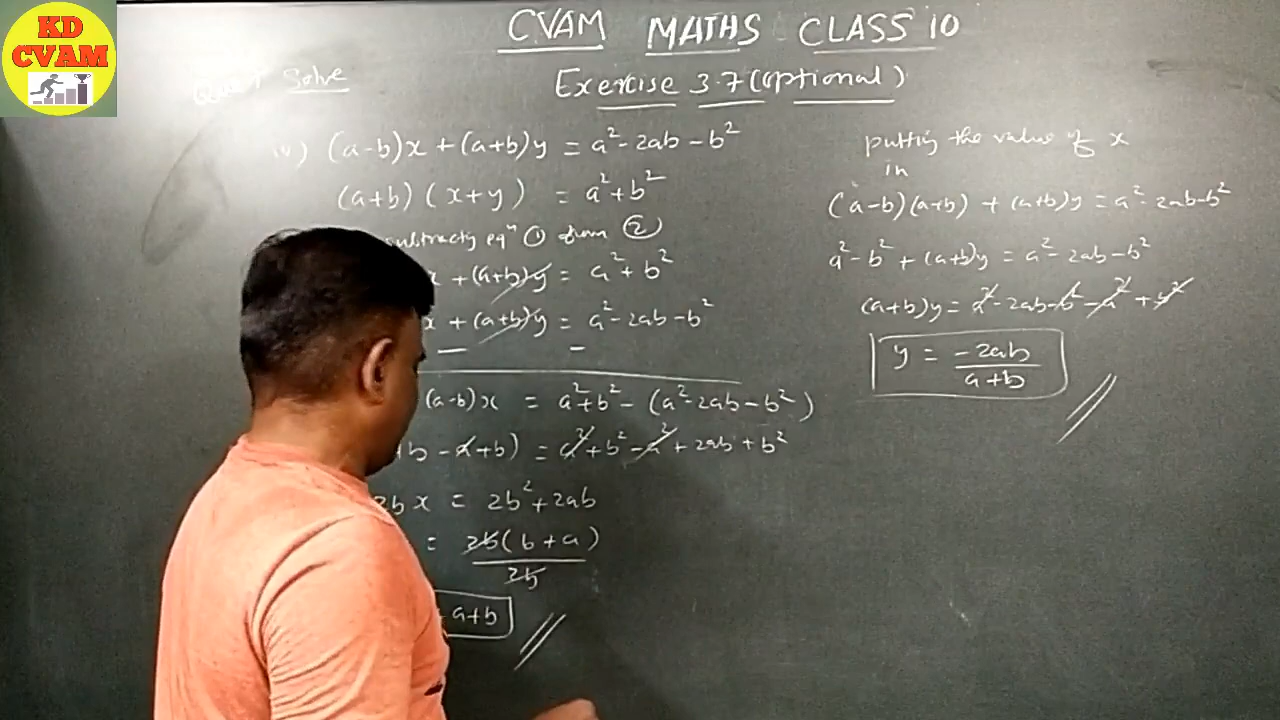 KD
CVAM
CVAM MATHS CLASS 10
Exercise 3.7 (optional)
Solve
iv) (a-b)x + (a+b)y = a² - 2ab - b²
(a+b) (x+y) = a² + b²
eqⁿ ① from ②
x + (a+b)y = a² + b²
x + (a+b)y = a² - 2ab - b²
— —
(a-b)x = a² + b² - (a² - 2ab - b²)
b - a + b) = a² + b² - a² + 2ab + b²
2b x = 2b² + 2ab
= 2b(b + a)
2b
a+b
putting the value of x
in
(a-b)(a+b) + (a+b)y = a² - 2ab - b²
a² - b² + (a+b)y = a² - 2ab - b²
(a+b)y = a² - 2ab - b² - a² + b²
y = -2ab
a+b